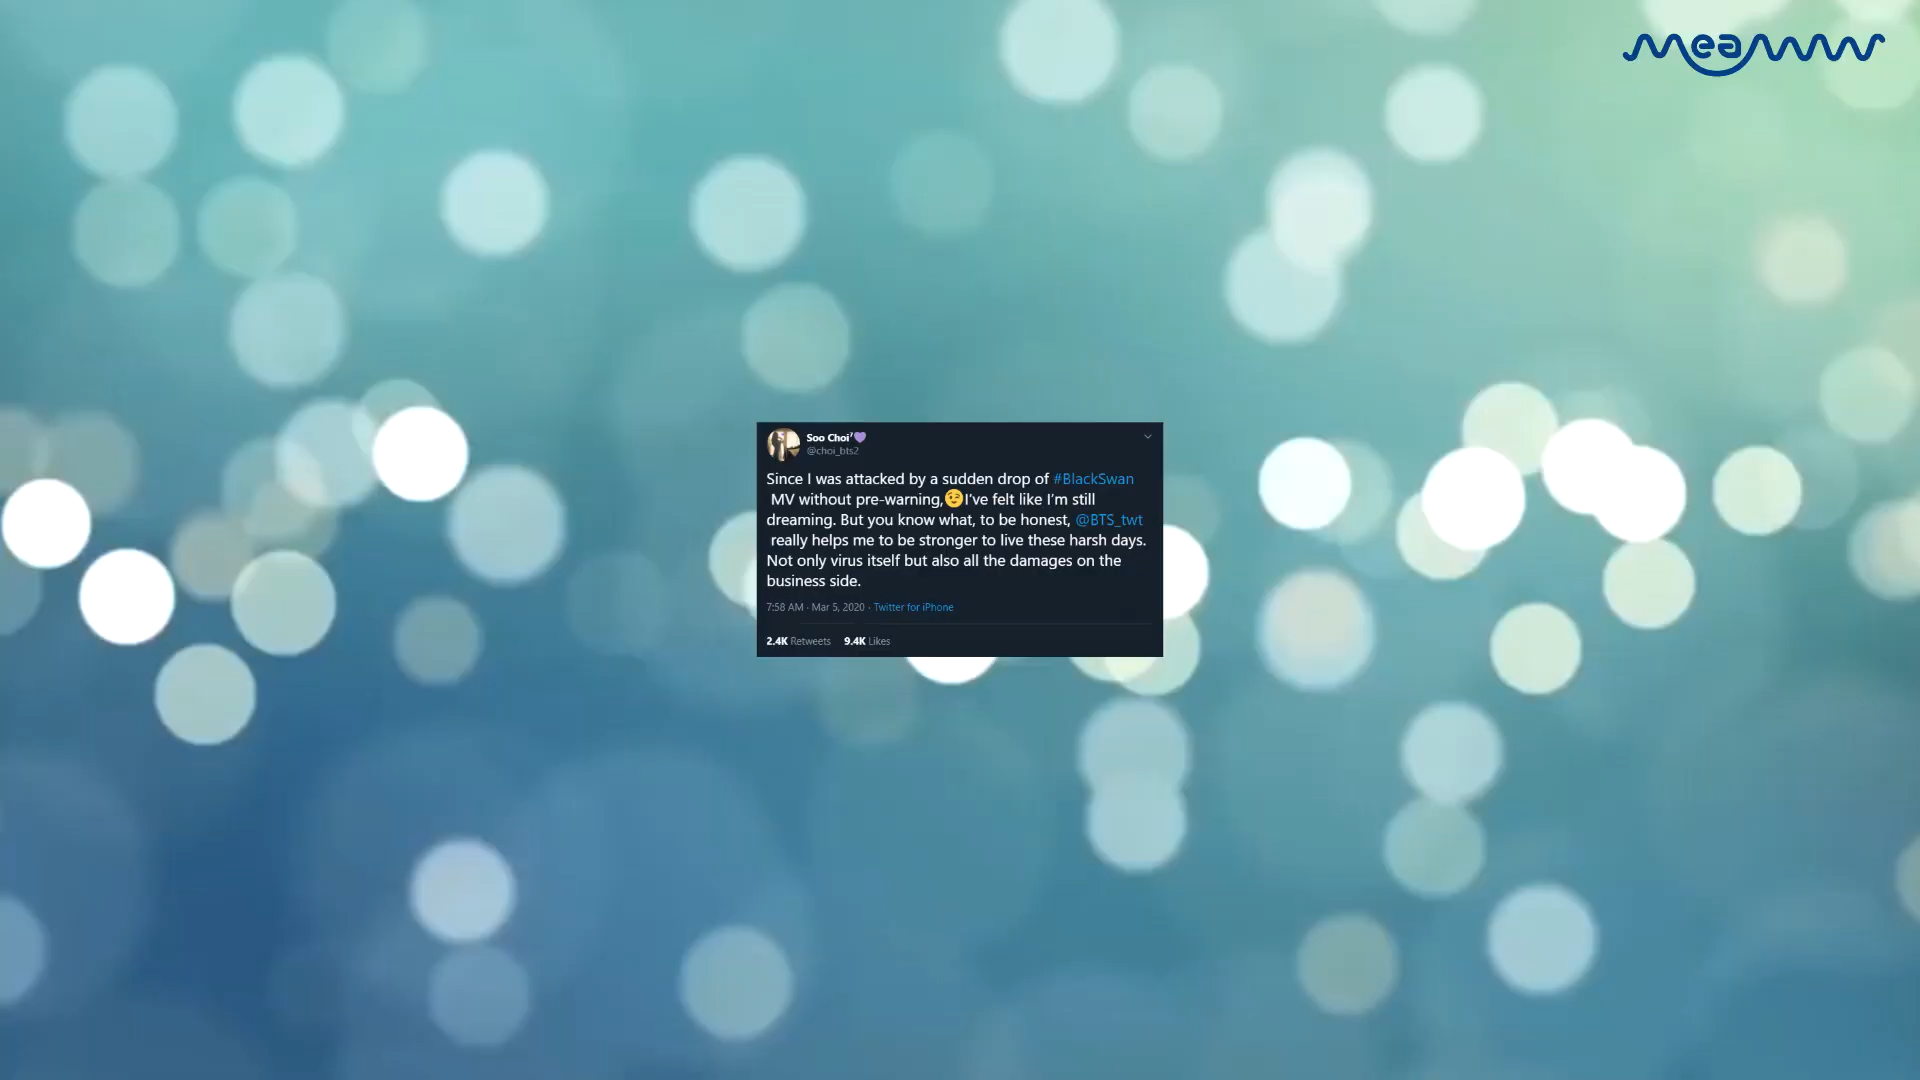 meaww
Soo Choi⁷💜
@choi_bts2
Since I was attacked by a sudden drop of #BlackSwan
MV without pre-warning,😉I've felt like I'm still
dreaming. But you know what, to be honest, @BTS_twt
really helps me to be stronger to live these harsh days.
Not only virus itself but also all the damages on the
business side.
7:58 AM · Mar 5, 2020 · Twitter for iPhone
2.4K Retweets 9.4K Likes